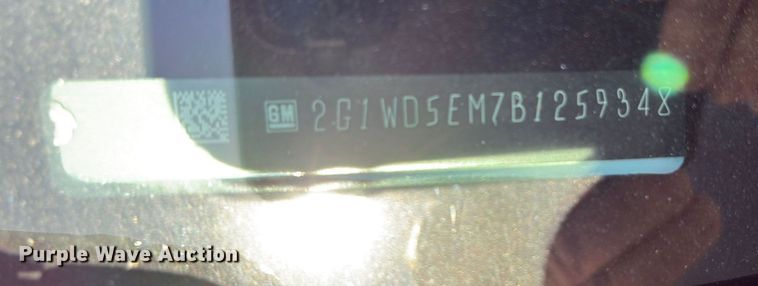 GM 2G1WD5EM7B1259348
Purple Wave Auction